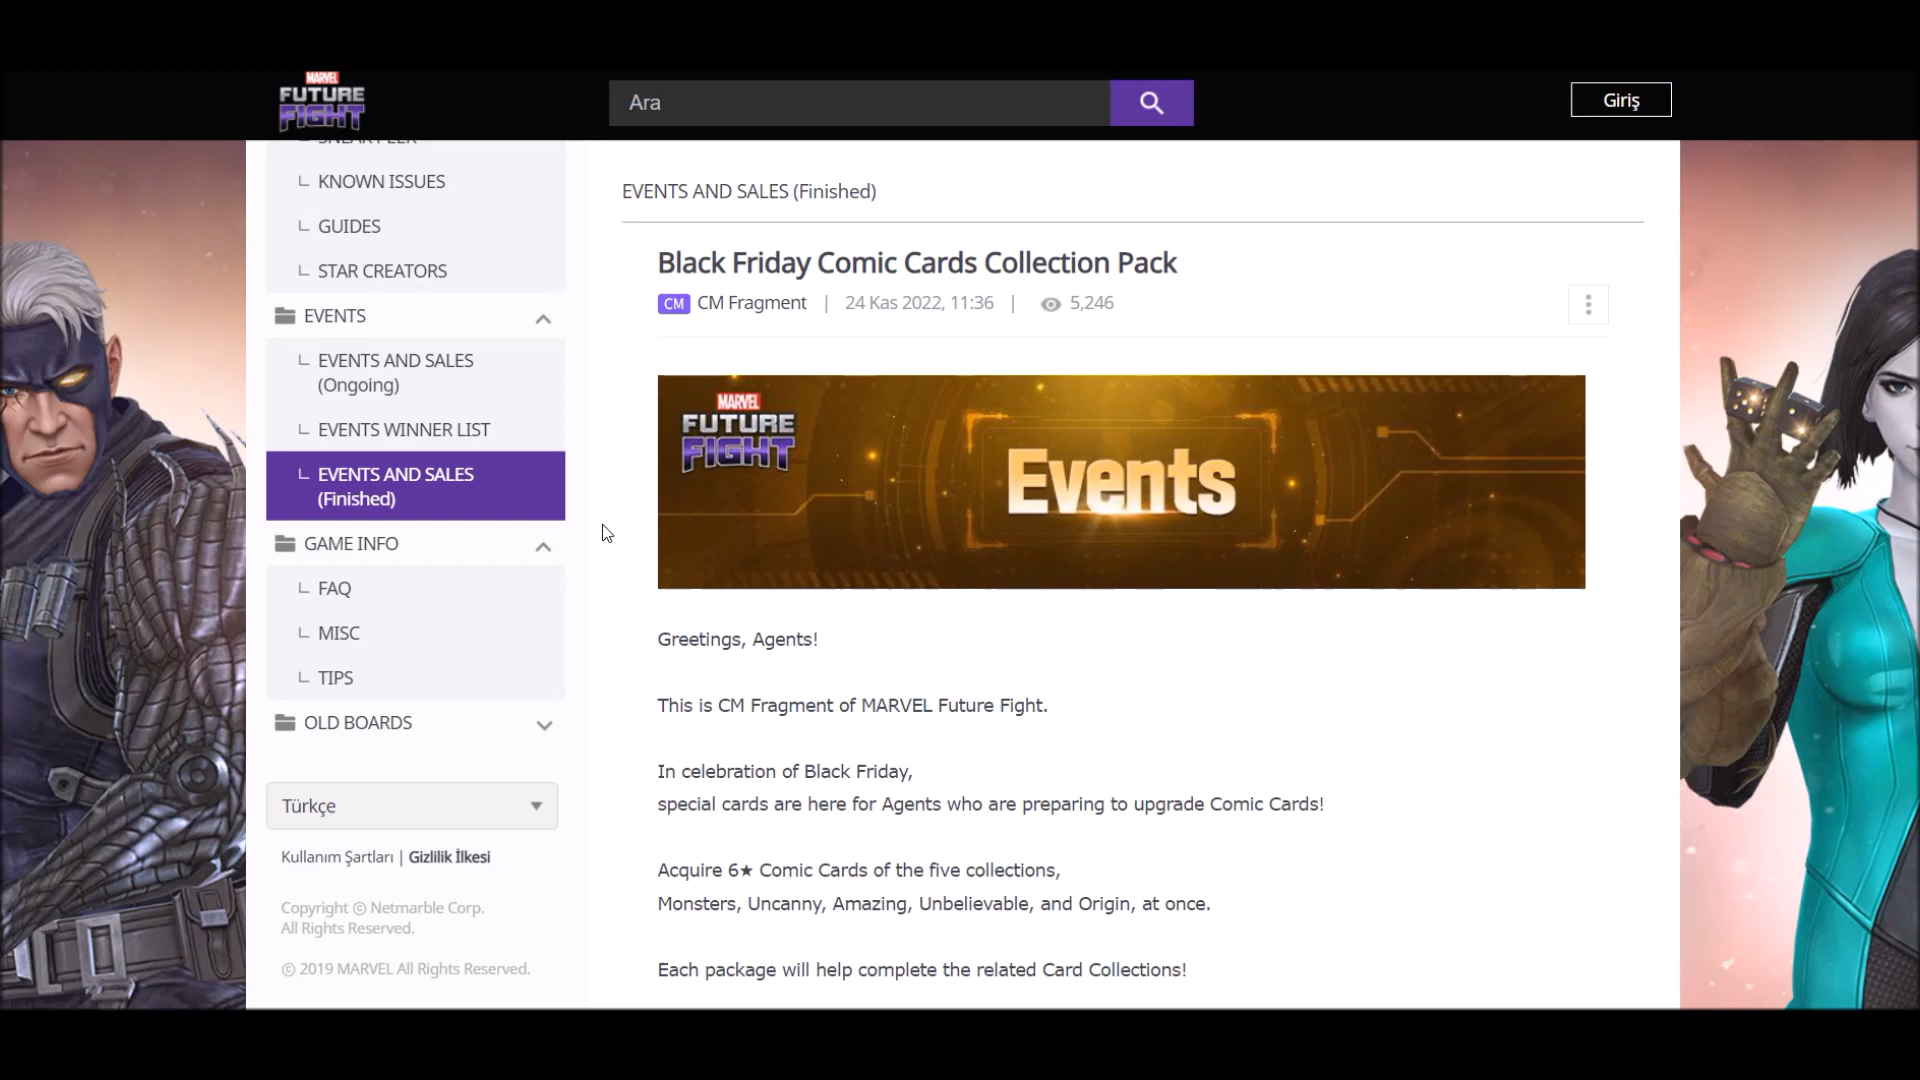 MARVEL
FUTURE
FIGHT
Ara
Giriş
KNOWN ISSUES
GUIDES
STAR CREATORS
EVENTS
EVENTS AND SALES
(Ongoing)
EVENTS WINNER LIST
EVENTS AND SALES
(Finished)
GAME INFO
FAQ
MISC
TIPS
OLD BOARDS
Türkçe
Kullanım Şartları | Gizlilik İlkesi
Copyright © Netmarble Corp.
All Rights Reserved.
© 2019 MARVEL All Rights Reserved.
EVENTS AND SALES (Finished)
Black Friday Comic Cards Collection Pack
CM CM Fragment | 24 Kas 2022, 11:36 | 5,246
MARVEL
FUTURE
FIGHT
Events
Greetings, Agents!
This is CM Fragment of MARVEL Future Fight.
In celebration of Black Friday,
special cards are here for Agents who are preparing to upgrade Comic Cards!
Acquire 6★ Comic Cards of the five collections,
Monsters, Uncanny, Amazing, Unbelievable, and Origin, at once.
Each package will help complete the related Card Collections!